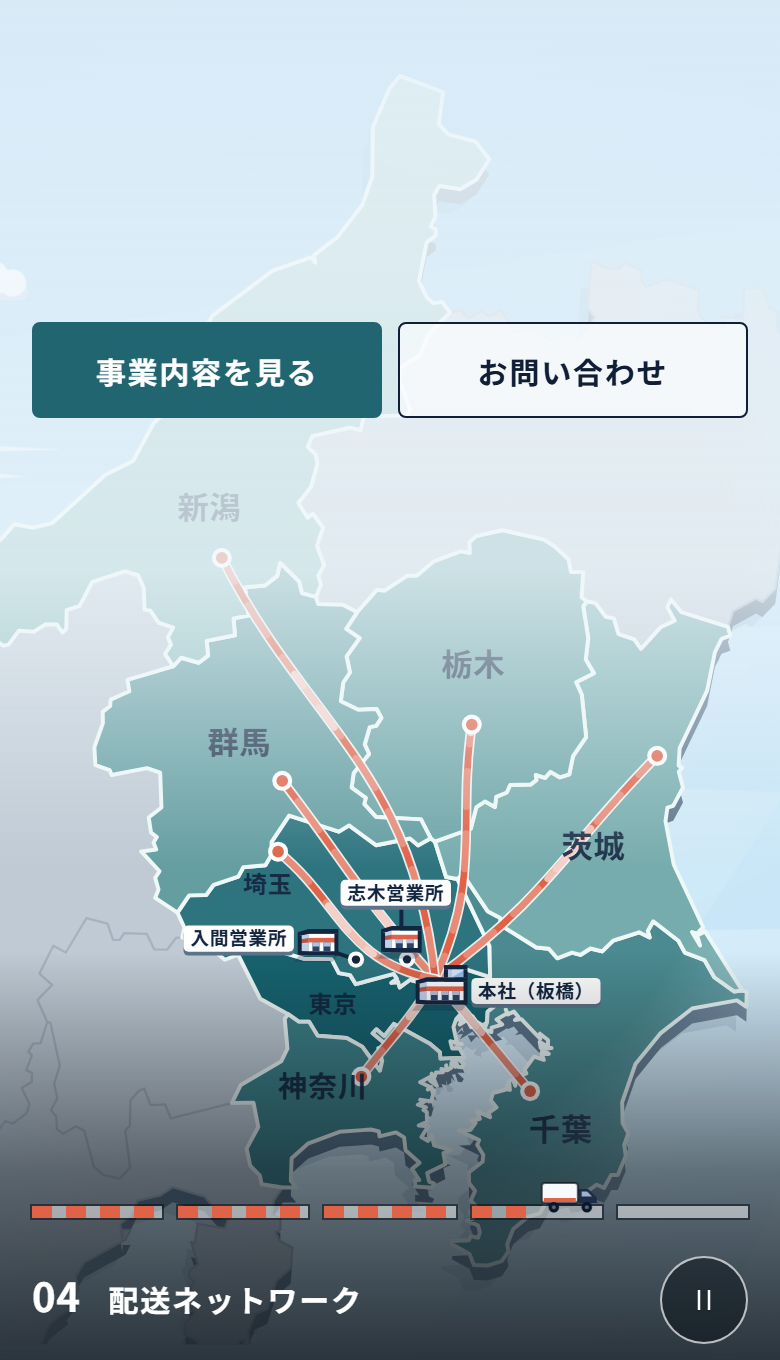 事業内容を見る
お問い合わせ
新潟
栃木
群馬
茨城
埼玉
志木営業所
入間営業所
本社（板橋）
東京
神奈川
千葉
04 配送ネットワーク